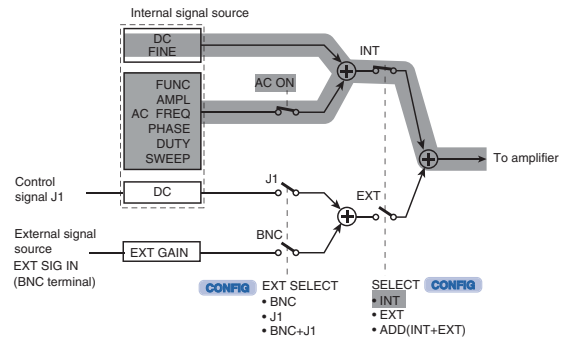 Internal signal source
DC
FINE
INT
FUNC
AMPL
AC FREQ
PHASE
DUTY
SWEEP
AC ON
To amplifier
Control
signal J1
DC
J1
EXT
External signal
source
EXT SIG IN
(BNC terminal)
EXT GAIN
BNC
CONFIG EXT SELECT
• BNC
• J1
• BNC+J1
SELECT CONFIG
• INT
• EXT
• ADD(INT+EXT)